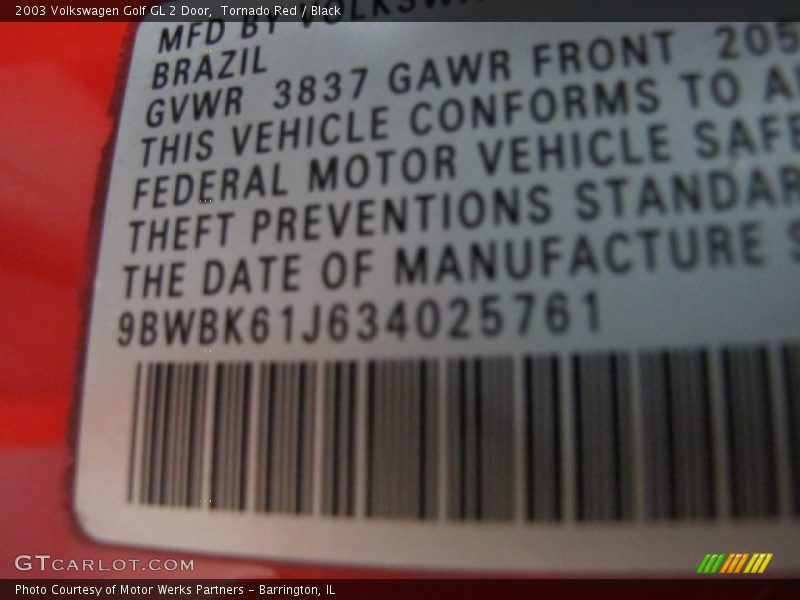 2003 Volkswagen Golf GL 2 Door, Tornado Red / Black
MFD BY VOLKSW
BRAZIL
GVWR 3837 GAWR FRONT 205
THIS VEHICLE CONFORMS TO A
FEDERAL MOTOR VEHICLE SAFE
THEFT PREVENTIONS STANDAR
THE DATE OF MANUFACTURE S
9BWBK61J634025761
GTCARLOT.COM
Photo Courtesy of Motor Werks Partners – Barrington, IL